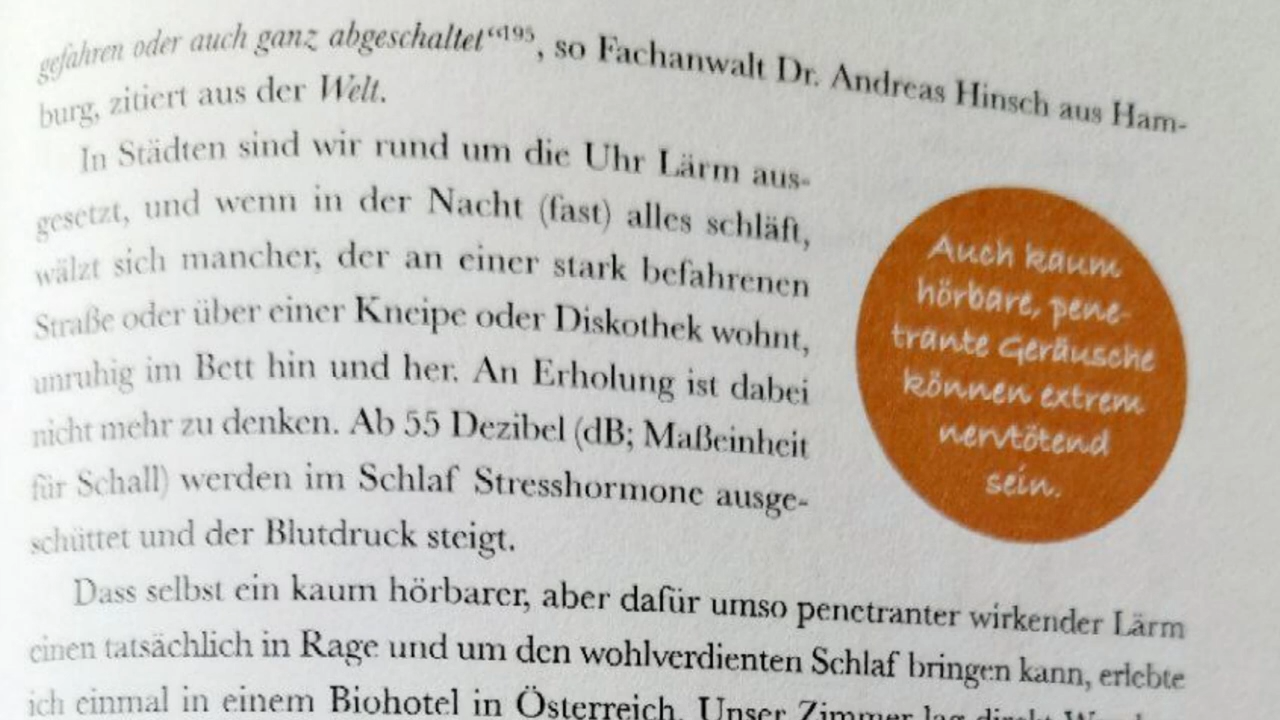 gefahren oder auch ganz abgeschaltet“¹⁹⁵, so Fachanwalt Dr. Andreas Hinsch aus Ham-
burg, zitiert aus der Welt.
In Städten sind wir rund um die Uhr Lärm aus-
gesetzt, und wenn in der Nacht (fast) alles schläft,
wälzt sich mancher, der an einer stark befahrenen
Straße oder über einer Kneipe oder Diskothek wohnt,
unruhig im Bett hin und her. An Erholung ist dabei
nicht mehr zu denken. Ab 55 Dezibel (dB; Maßeinheit
für Schall) werden im Schlaf Stresshormone ausge-
schüttet und der Blutdruck steigt.
Auch kaum
hörbare, pene-
trante Geräusche
können extrem
nervtötend
sein.
Dass selbst ein kaum hörbarer, aber dafür umso penetranter wirkender Lärm
einen tatsächlich in Rage und um den wohlverdienten Schlaf bringen kann, erlebte
ich einmal in einem Biohotel in Österreich. Unser Zimmer lag direkt